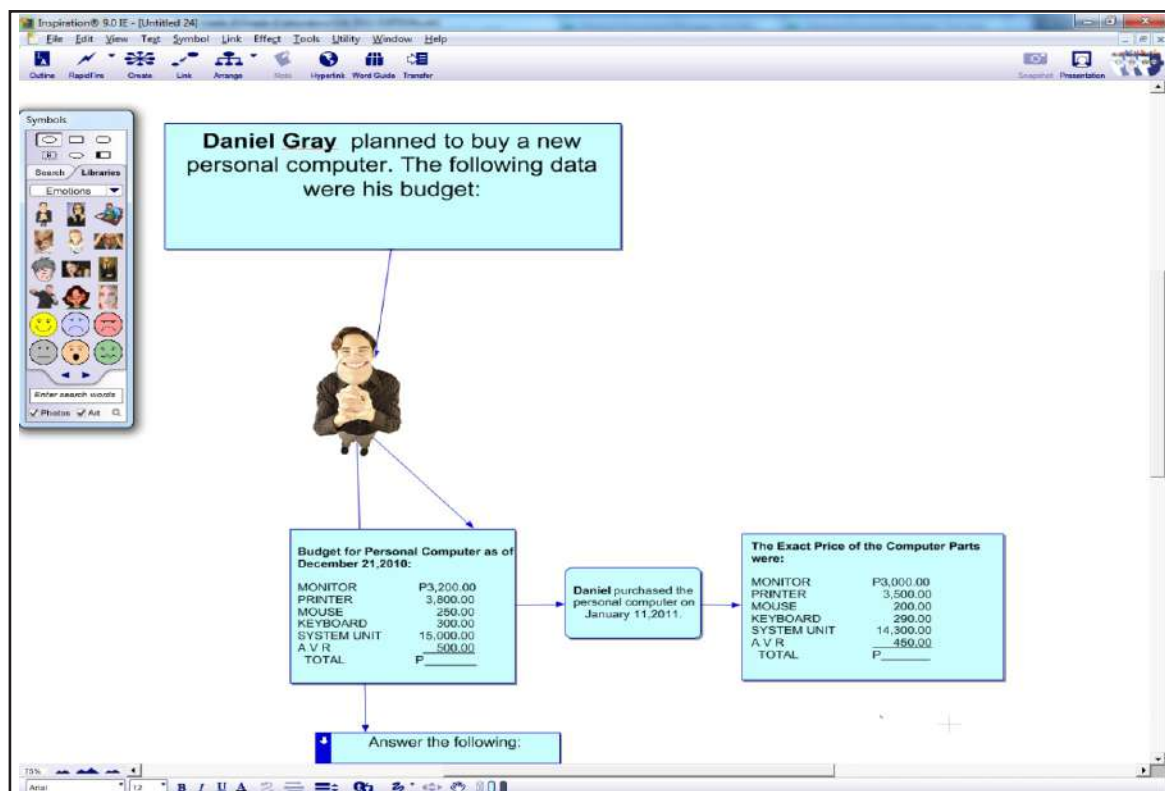 Inspiration® 9.0 IE - [Untitled 24]
File Edit View Text Symbol Link Effect Tools Utility Window Help
Outline RapidFire Create Link Arrange Note Hyperlink Word Guide Transfer Snapshot Presentation
Symbols
Search Libraries
Emotions
Enter search words
Photos Art
Daniel Gray planned to buy a new
personal computer. The following data
were his budget:
Budget for Personal Computer as of
December 21,2010:
MONITOR P3,200.00
PRINTER 3,800.00
MOUSE 250.00
KEYBOARD 300.00
SYSTEM UNIT 15,000.00
A V R 500.00
TOTAL P_______
Daniel purchased the
personal computer on
January 11,2011.
The Exact Price of the Computer Parts
were:
MONITOR P3,000.00
PRINTER 3,500.00
MOUSE 200.00
KEYBOARD 290.00
SYSTEM UNIT 14,300.00
A V R 450.00
TOTAL P_______
Answer the following:
75%
Arial 12 B I U A